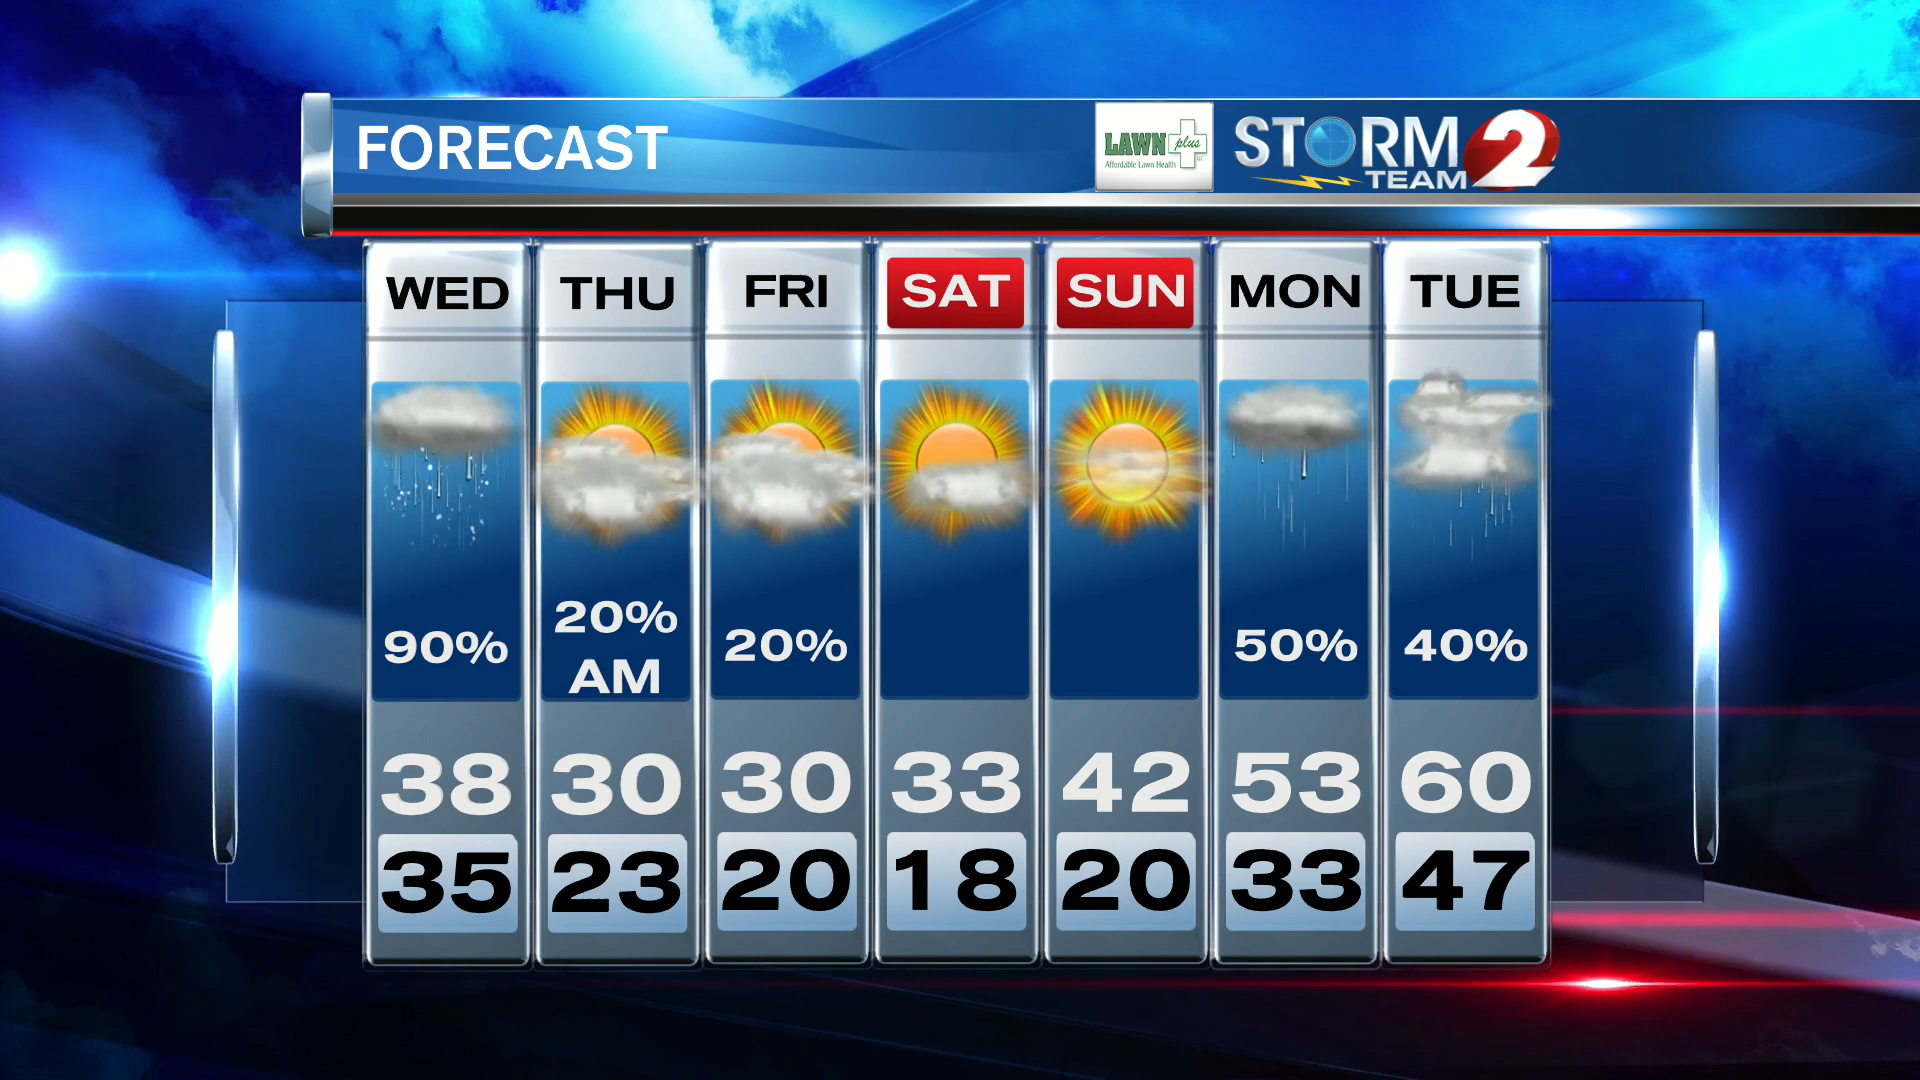 FORECAST
LAWN plus
Affordable Lawn Health
STORM 2
TEAM
WED THU FRI SAT SUN MON TUE
90% 20% AM 20% 50% 40%
38 30 30 33 42 53 60
35 23 20 18 20 33 47